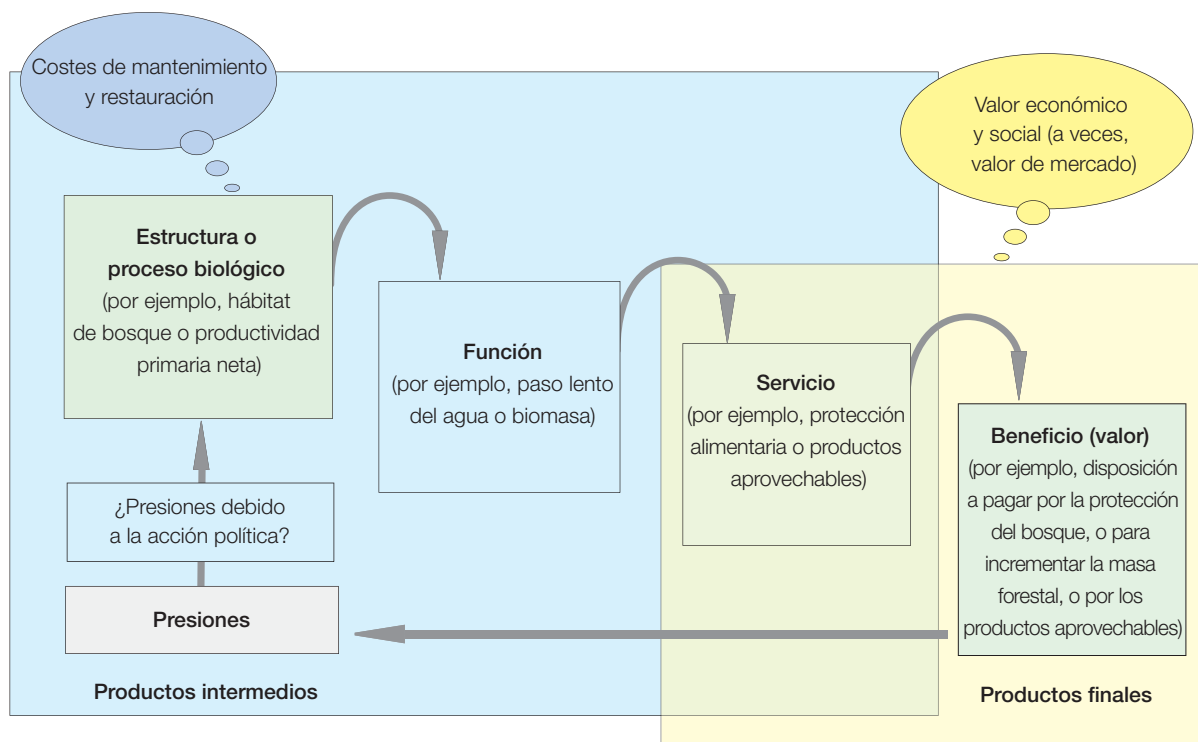 Costes de mantenimiento
y restauración
Valor económico
y social (a veces,
valor de mercado)
Estructura o
proceso biológico
(por ejemplo, hábitat
de bosque o productividad
primaria neta)
Función
(por ejemplo, paso lento
del agua o biomasa)
Servicio
(por ejemplo, protección
alimentaria o productos
aprovechables)
Beneficio (valor)
(por ejemplo, disposición
a pagar por la protección
del bosque, o para
incrementar la masa
forestal, o por los
productos aprovechables)
¿Presiones debido
a la acción política?
Presiones
Productos intermedios
Productos finales